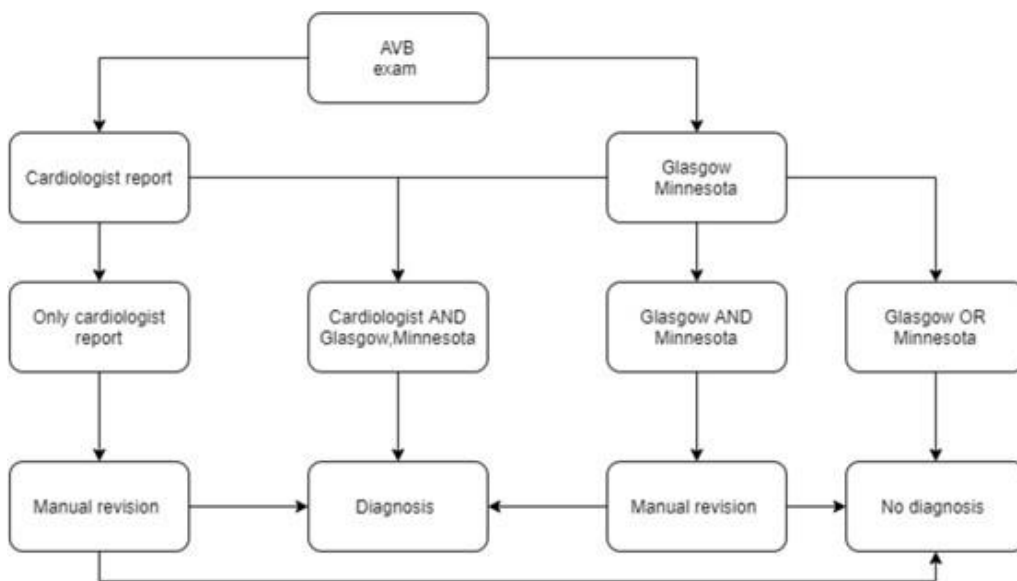 AVB
exam
Cardiologist report
Glasgow
Minnesota
Only cardiologist
report
Cardiologist AND
Glasgow,Minnesota
Glasgow AND
Minnesota
Glasgow OR
Minnesota
Manual revision
Diagnosis
Manual revision
No diagnosis